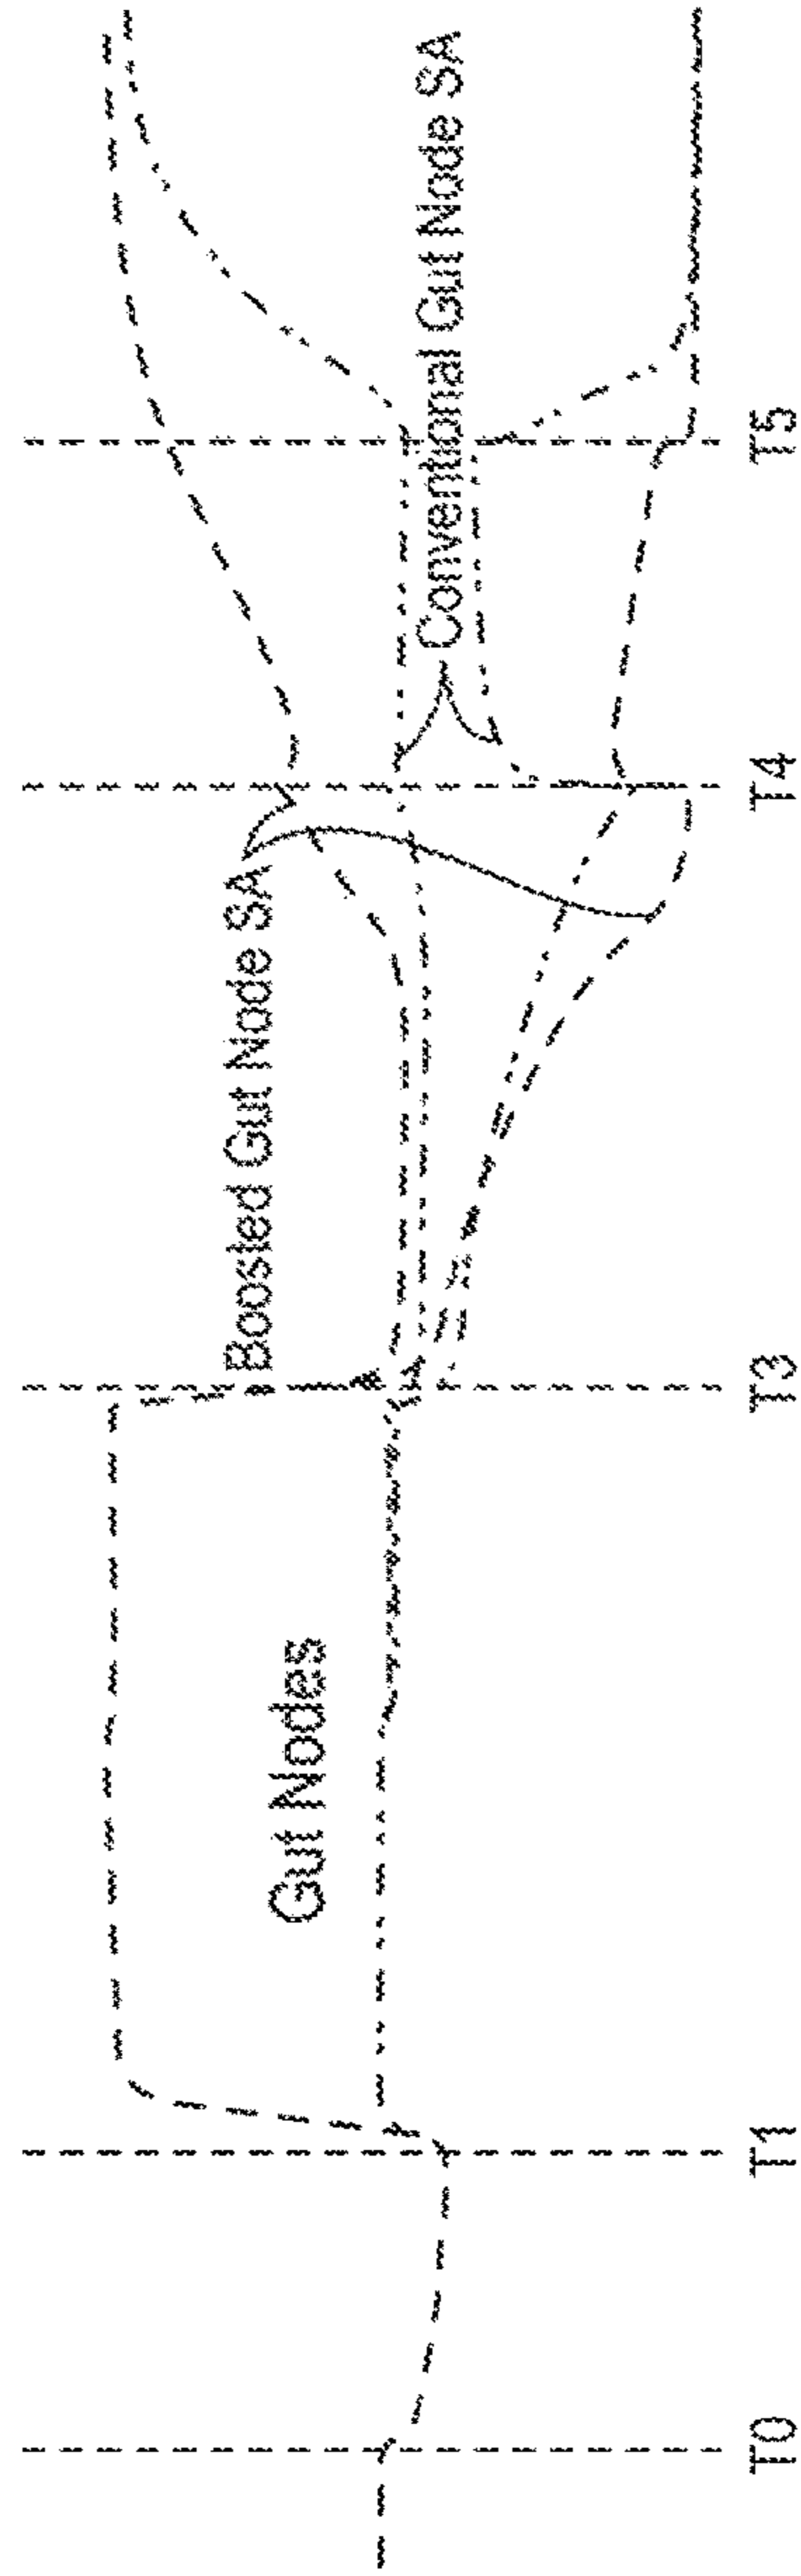 Gut Nodes
Boosted Gut Node SA
Conventional Gut Node SA
T0
T1
T3
T4
T5